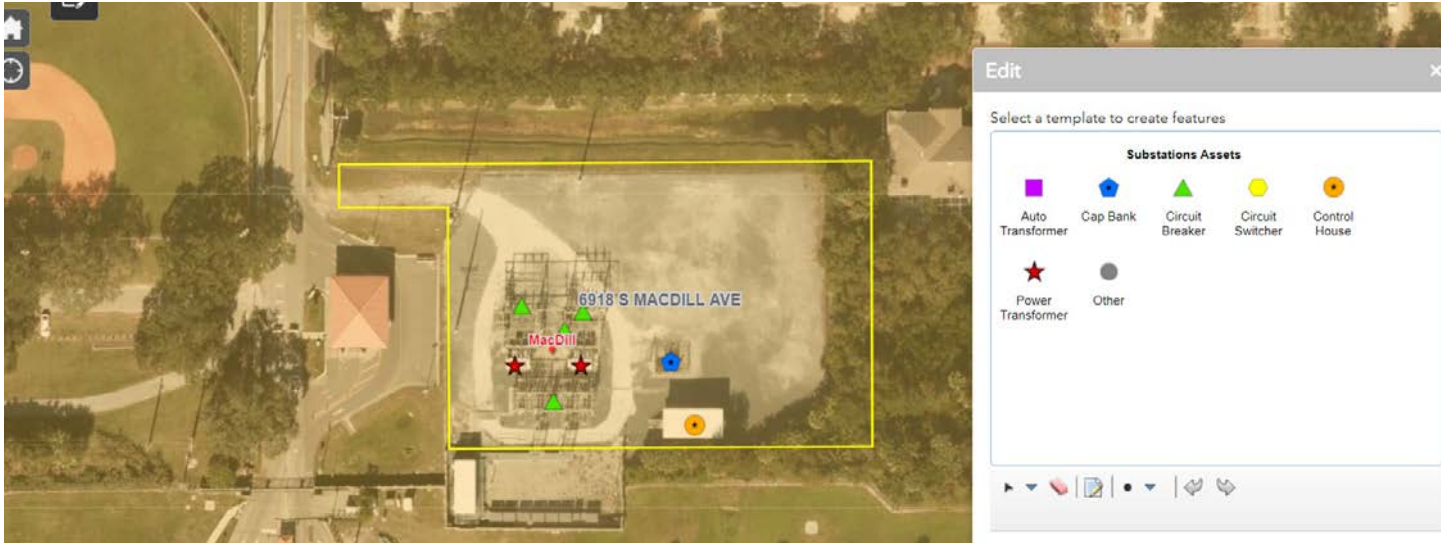 6918 S MACDILL AVE
MacDill
Edit
×
Select a template to create features
Substations Assets
Auto Transformer
Cap Bank
Circuit Breaker
Circuit Switcher
Control House
Power Transformer
Other